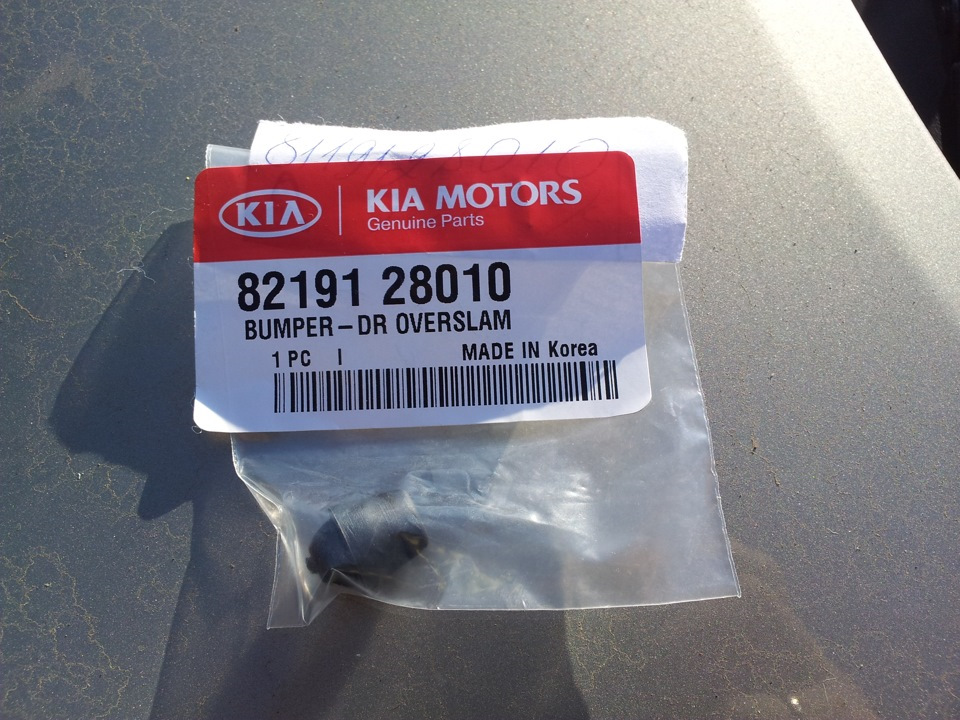 KIA
KIA MOTORS
Genuine Parts
82191 28010
BUMPER – DR OVERSLAM
1 PC I MADE IN Korea